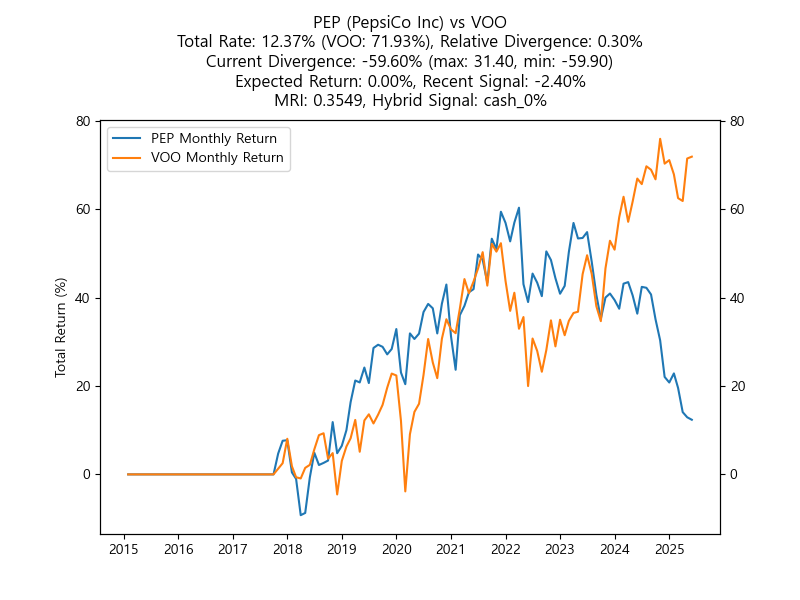 PEP (PepsiCo Inc) vs VOO
Total Rate: 12.37% (VOO: 71.93%), Relative Divergence: 0.30%
Current Divergence: -59.60% (max: 31.40, min: -59.90)
Expected Return: 0.00%, Recent Signal: -2.40%
MRI: 0.3549, Hybrid Signal: cash_0%
PEP Monthly Return
VOO Monthly Return
Total Return (%)
80
60
40
20
0
80
60
40
20
0
2015 2016 2017 2018 2019 2020 2021 2022 2023 2024 2025